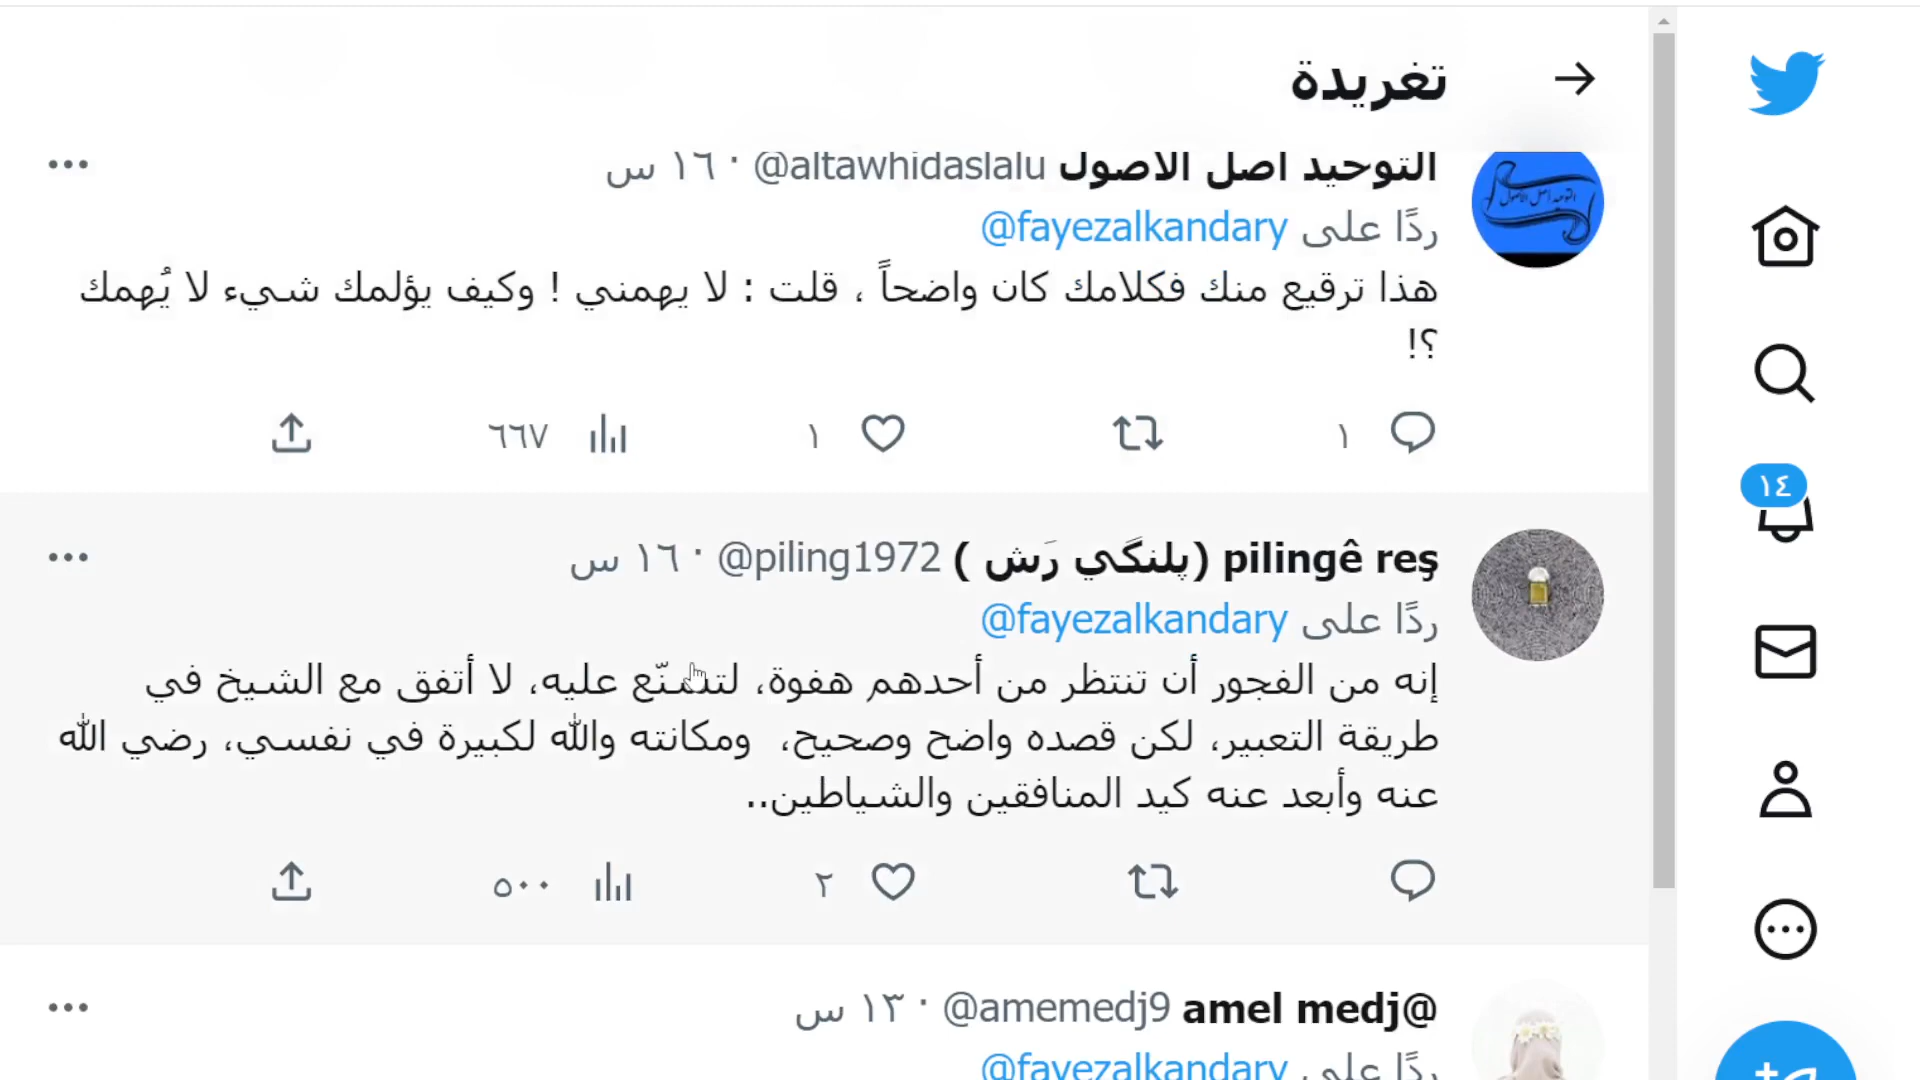 تغريدة
التوحيد اصل الاصول @altawhidaslalu · ١٦ س
ردًا على @fayezalkandary
هذا ترقيع منك فكلامك كان واضحاً ، قلت : لا يهمني ! وكيف يؤلمك شيء لا يُهمك
؟!
١ ١ ٦٦٧
١٤
pilingê reş (پلنگي رَش ) @piling1972 · ١٦ س
ردًا على @fayezalkandary
إنه من الفجور أن تنتظر من أحدهم هفوة، لتشنّع عليه، لا أتفق مع الشيخ في
طريقة التعبير، لكن قصده واضح وصحيح، ومكانته والله لكبيرة في نفسي، رضي الله
عنه وأبعد عنه كيد المنافقين والشياطين..
٢ ٥٠٠
@amel medj @amemedj9 · ١٣ س
ردًا على @fayezalkandary